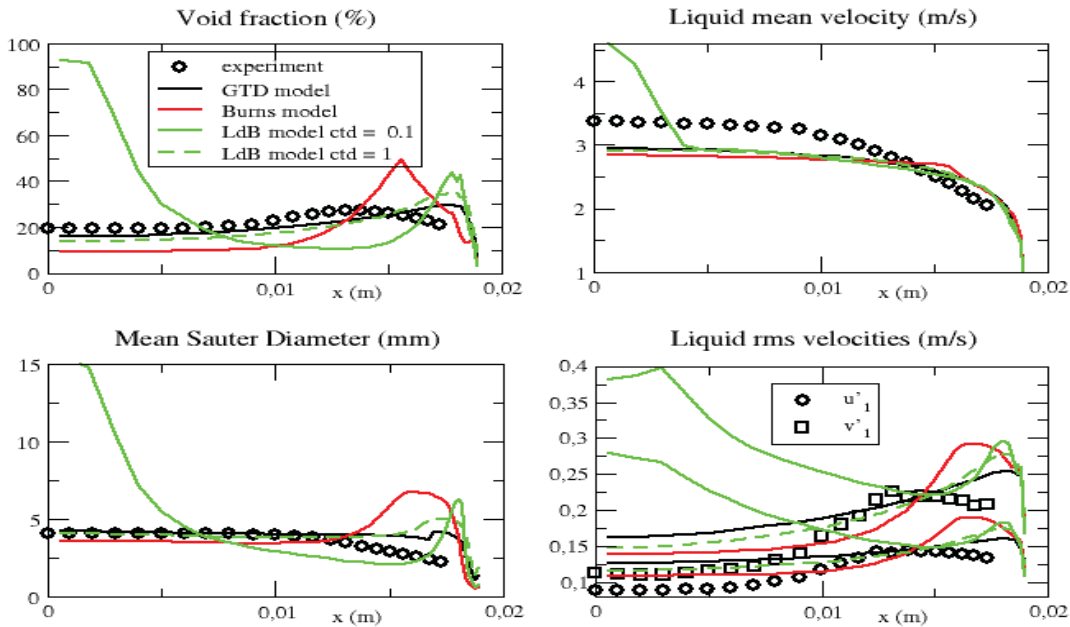 Void fraction (%)
100
80
60
40
20
0
experiment
GTD model
Burns model
LdB model ctd = 0.1
LdB model ctd = 1
0
0,01
0,02
x (m)
Liquid mean velocity (m/s)
4
3
2
1
0
0,01
0,02
x (m)
Mean Sauter Diameter (mm)
15
10
5
0
0
0,01
0,02
x (m)
Liquid rms velocities (m/s)
0,4
0,35
0,3
0,25
0,2
0,15
0,1
u'1
v'1
0
0,01
0,02
x (m)